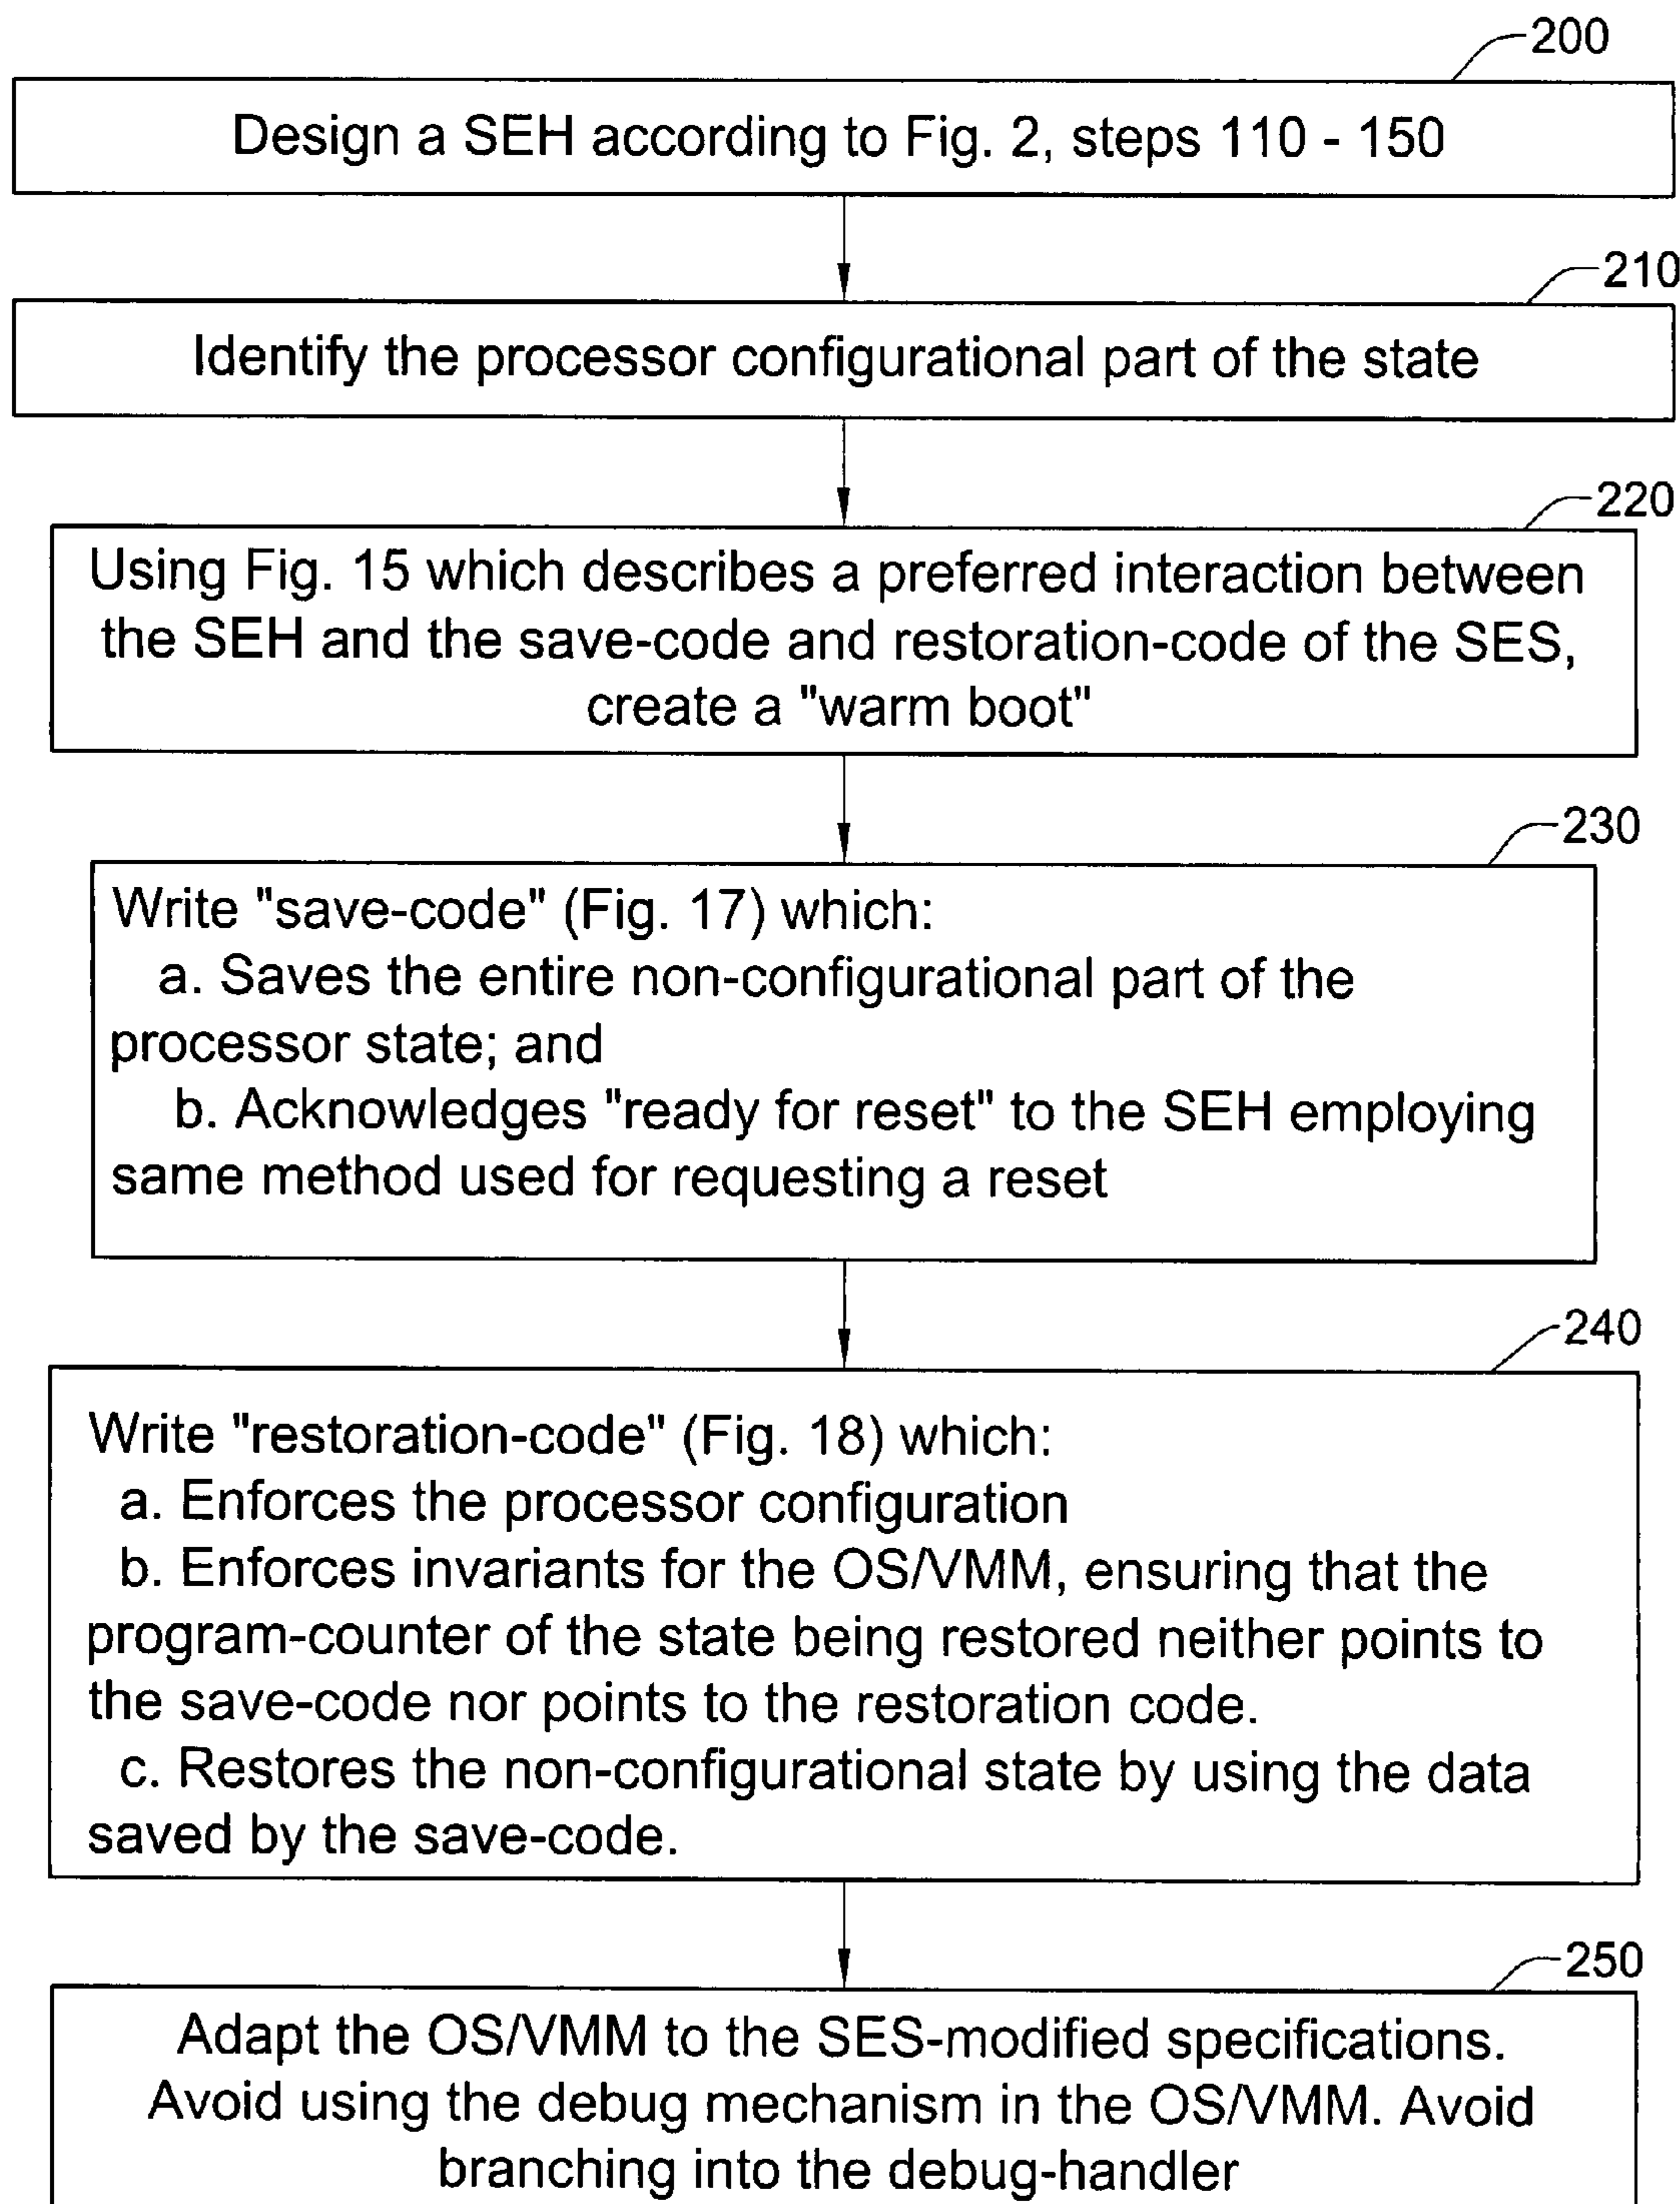 200
Design a SEH according to Fig. 2, steps 110 - 150
210
Identify the processor configurational part of the state
220
Using Fig. 15 which describes a preferred interaction between
the SEH and the save-code and restoration-code of the SES,
create a "warm boot"
230
Write "save-code" (Fig. 17) which:
a. Saves the entire non-configurational part of the
processor state; and
b. Acknowledges "ready for reset" to the SEH employing
same method used for requesting a reset
240
Write "restoration-code" (Fig. 18) which:
a. Enforces the processor configuration
b. Enforces invariants for the OS/VMM, ensuring that the
program-counter of the state being restored neither points to
the save-code nor points to the restoration code.
c. Restores the non-configurational state by using the data
saved by the save-code.
250
Adapt the OS/VMM to the SES-modified specifications.
Avoid using the debug mechanism in the OS/VMM. Avoid
branching into the debug-handler